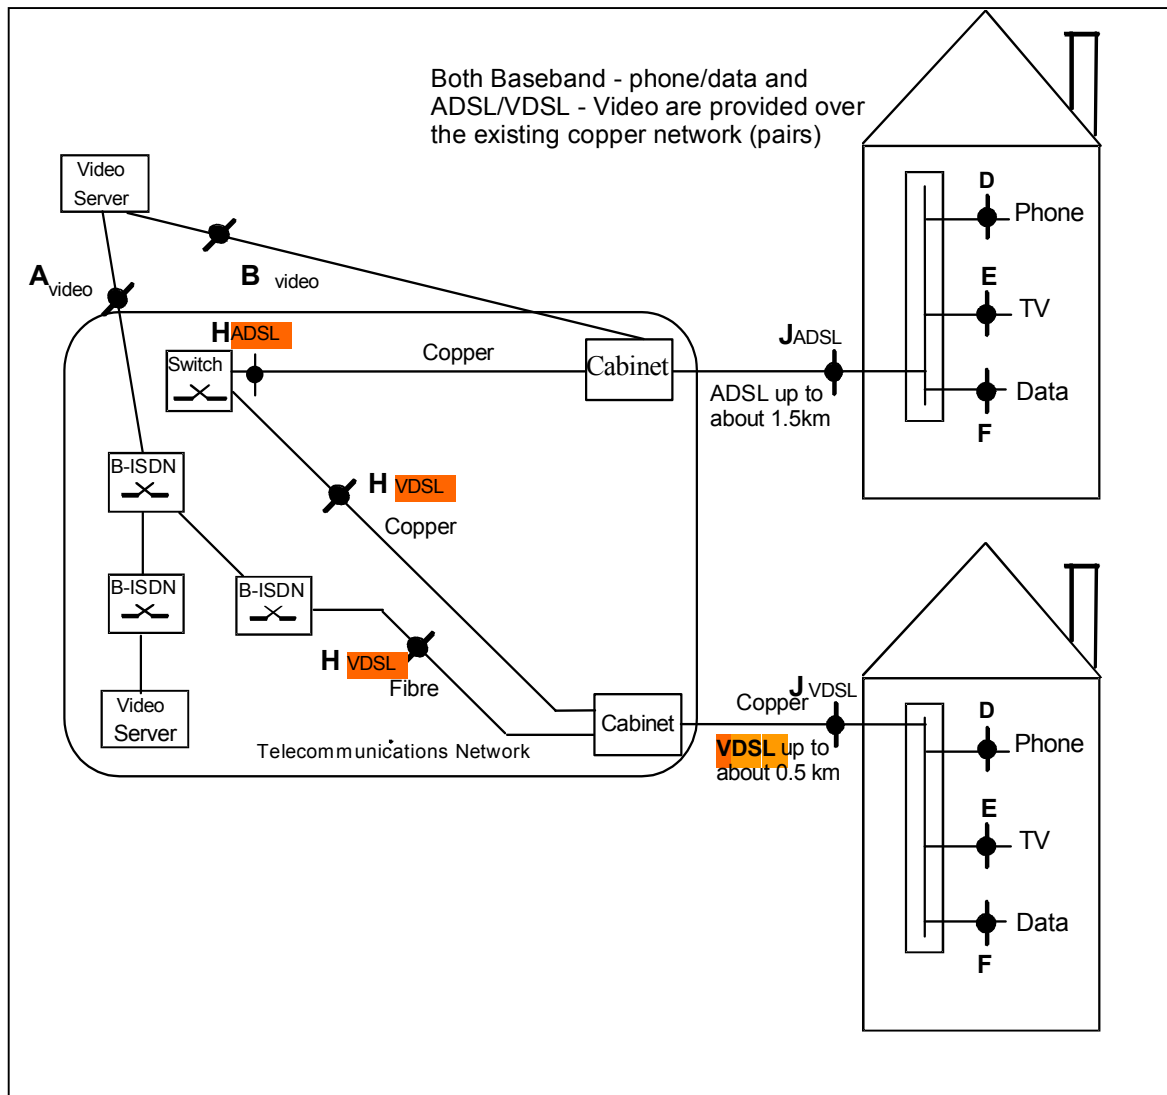 Both Baseband - phone/data and
ADSL/VDSL - Video are provided over
the existing copper network (pairs)
Video
Server
A video
B video
H ADSL
Switch
Copper
Cabinet
J ADSL
ADSL up to
about 1.5km
D
Phone
E
TV
Data
F
B-ISDN
H VDSL
Copper
B-ISDN
B-ISDN
H VDSL
Fibre
Video
Server
Telecommunications Network
Cabinet
Copper
J VDSL
VDSL up to
about 0.5 km
D
Phone
E
TV
Data
F